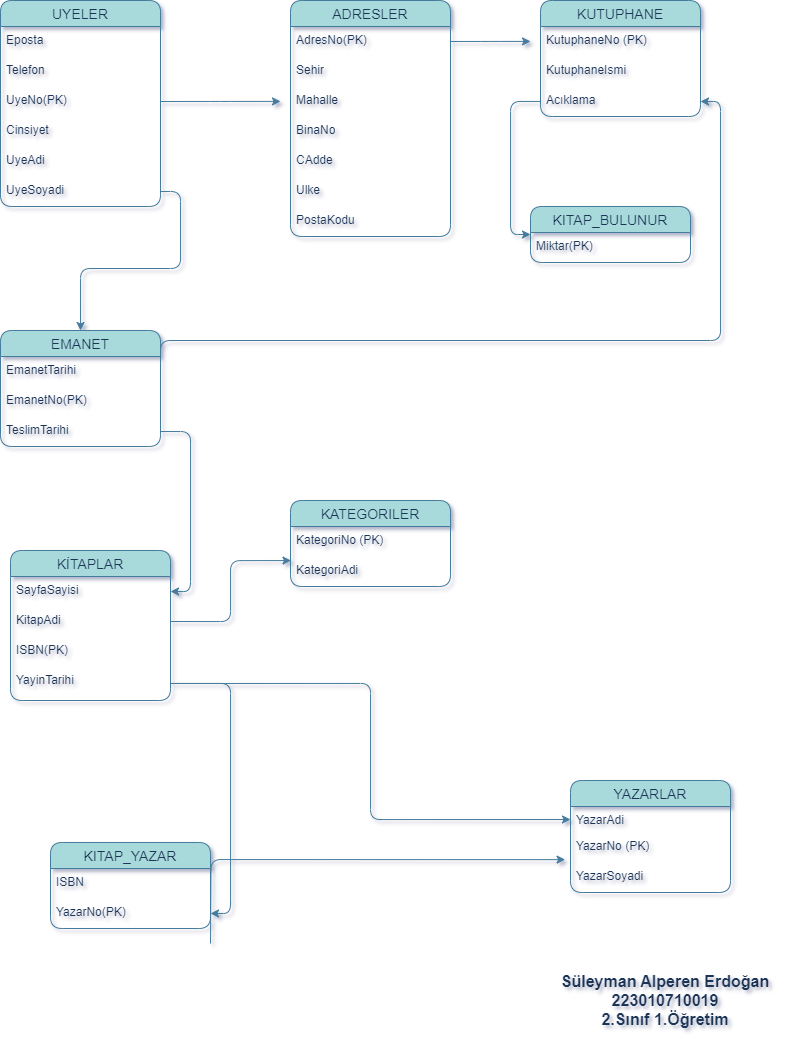 UYELER
Eposta
Telefon
UyeNo(PK)
Cinsiyet
UyeAdi
UyeSoyadi
ADRESLER
AdresNo(PK)
Sehir
Mahalle
BinaNo
CAdde
Ulke
PostaKodu
KUTUPHANE
KutuphaneNo (PK)
KutuphaneIsmi
Acıklama
KITAP_BULUNUR
Miktar(PK)
EMANET
EmanetTarihi
EmanetNo(PK)
TeslimTarihi
KATEGORILER
KategoriNo (PK)
KategoriAdi
KİTAPLAR
SayfaSayisi
KitapAdi
ISBN(PK)
YayinTarihi
YAZARLAR
YazarAdi
YazarNo (PK)
YazarSoyadi
KITAP_YAZAR
ISBN
YazarNo(PK)
Süleyman Alperen Erdoğan
223010710019
2.Sınıf 1.Öğretim